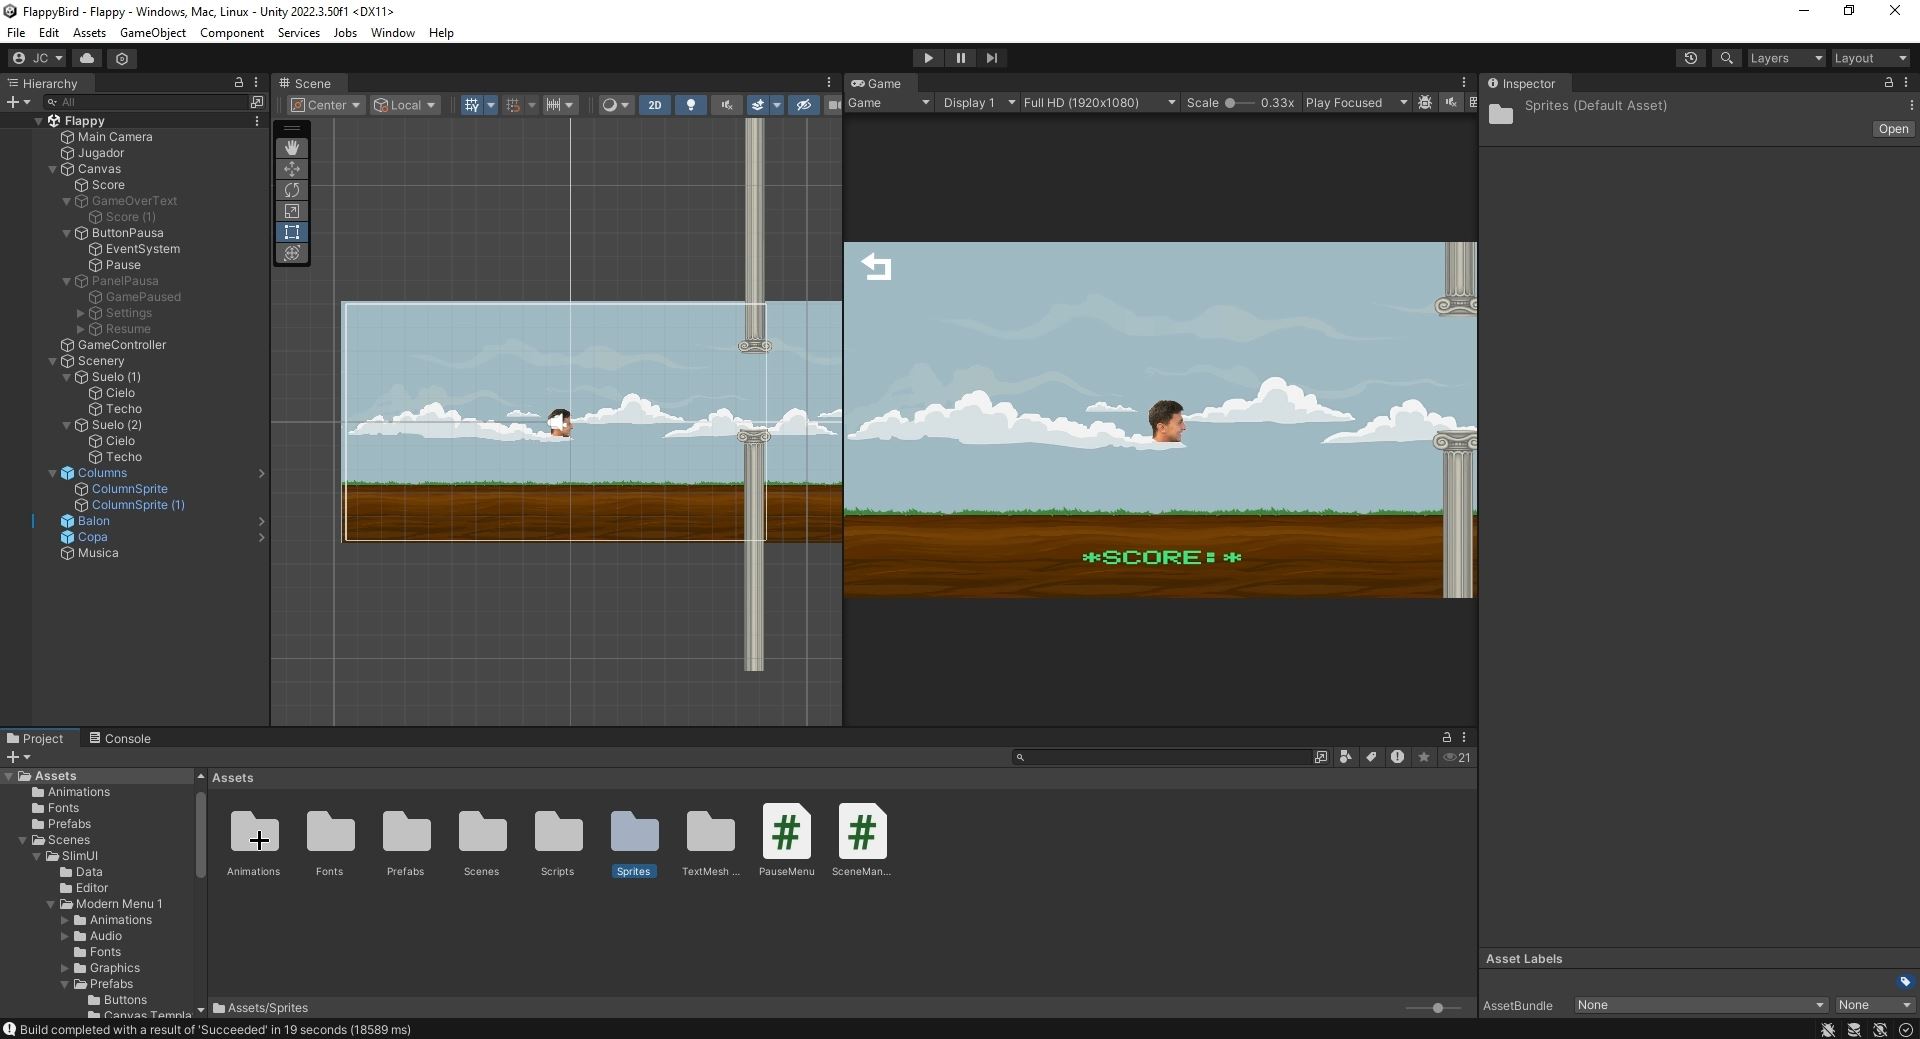 FlappyBird - Flappy - Windows, Mac, Linux - Unity 2022.3.50f1 <DX11>
File Edit Assets GameObject Component Services Jobs Window Help
JC Layers Layout
Hierarchy
All
Flappy
Main Camera
Jugador
Canvas
Score
GameOverText
Score (1)
ButtonPausa
EventSystem
Pause
PanelPausa
GamePaused
Settings
Resume
GameController
Scenery
Suelo (1)
Cielo
Techo
Suelo (2)
Cielo
Techo
Columns
ColumnSprite
ColumnSprite (1)
Balon
Copa
Musica
Scene
Center Local 2D
Game
Game Display 1 Full HD (1920x1080) Scale 0.33x Play Focused
*SCORE: *
Inspector
Sprites (Default Asset)
Open
Asset Labels
AssetBundle None None
Project Console
21
Assets
Animations
Fonts
Prefabs
Scenes
SlimUI
Data
Editor
Modern Menu 1
Animations
Audio
Fonts
Graphics
Prefabs
Buttons
Canvas Templa
Assets
Animations Fonts Prefabs Scenes Scripts Sprites TextMesh ... PauseMenu SceneMan...
Assets/Sprites
Build completed with a result of 'Succeeded' in 19 seconds (18589 ms)